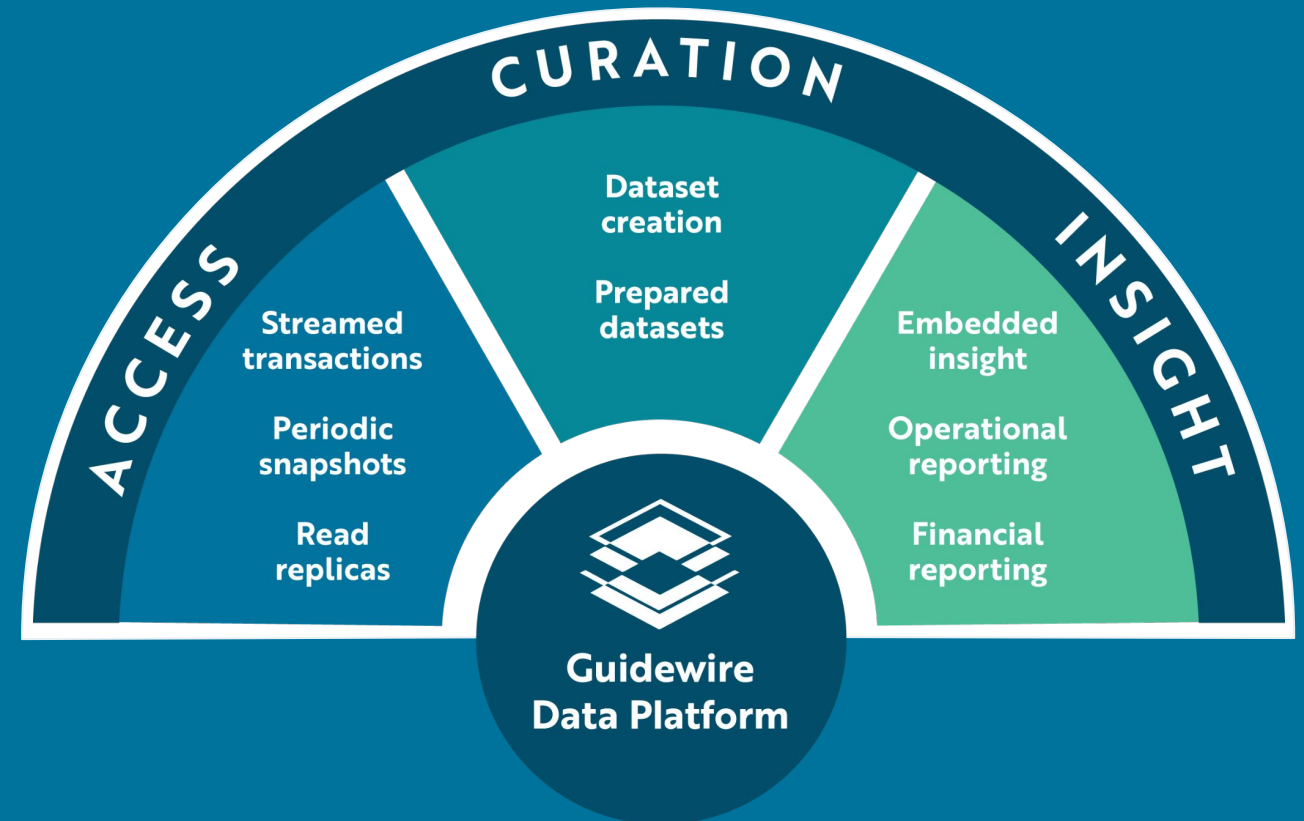 ACCESS
Streamed
transactions
Periodic
snapshots
Read
replicas
CURATION
Dataset
creation
Prepared
datasets
INSIGHT
Embedded
insight
Operational
reporting
Financial
reporting
Guidewire
Data Platform